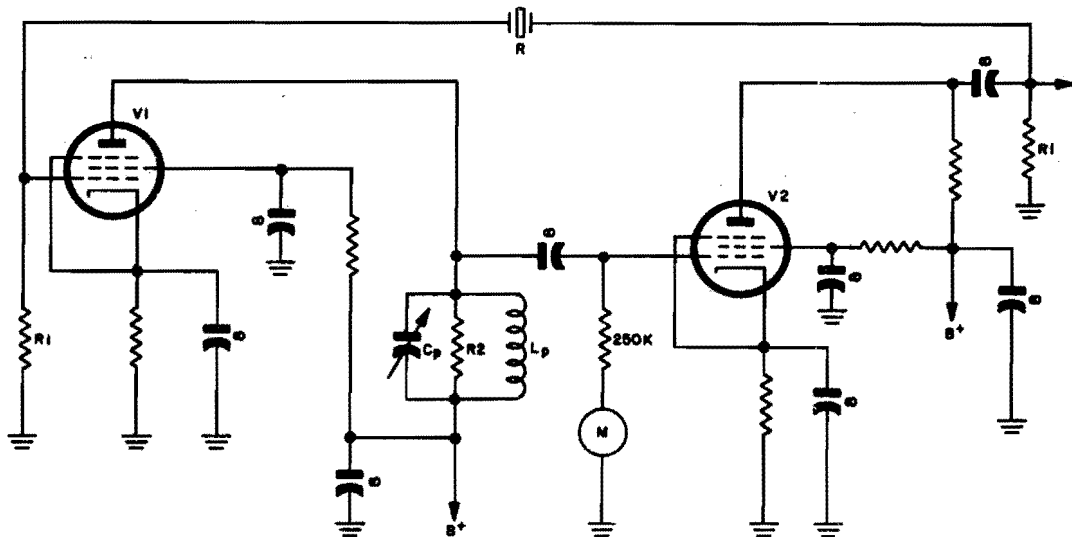 R
∞
V1
R1
V2
∞
∞
∞
∞
∞
R1
Cp
R2
Lp
250K
B+
∞
∞
M
B+